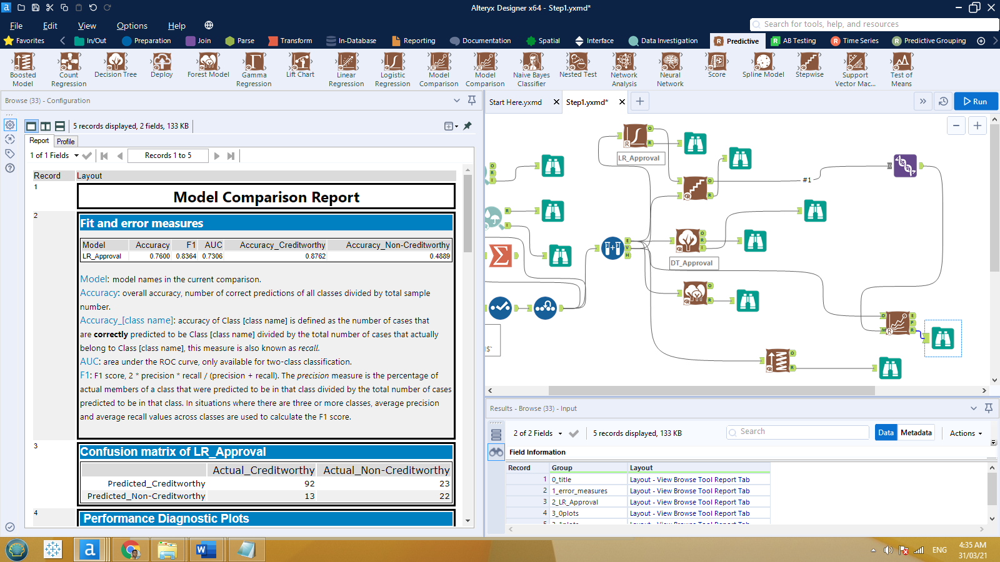 Alteryx Designer x64 - Step1.yxmd*
File Edit View Options Help
Search for tools, help, and resources
Favorites In/Out Preparation Join Parse Transform In-Database Reporting Documentation Spatial Interface Data Investigation Predictive AB Testing Time Series Predictive Grouping
Boosted Model
Count Regression
Decision Tree
Deploy
Forest Model
Gamma Regression
Lift Chart
Linear Regression
Logistic Regression
Model Comparison
Model Comparison
Naive Bayes Classifier
Nested Test
Network Analysis
Neural Network
Score
Spline Model
Stepwise
Support Vector Mac...
Test of Means
Browse (33) - Configuration
5 records displayed, 2 fields, 133 KB
Report Profile
1 of 1 Fields Records 1 to 5
Record Layout
1
Model Comparison Report
2
Fit and error measures
Model Accuracy F1 AUC Accuracy_Creditworthy Accuracy_Non-Creditworthy
LR_Approval 0.7600 0.8364 0.7306 0.8762 0.4889
Model: model names in the current comparison.
Accuracy: overall accuracy, number of correct predictions of all classes divided by total sample
number.
Accuracy_[class name]: accuracy of Class [class name] is defined as the number of cases that
are correctly predicted to be Class [class name] divided by the total number of cases that actually
belong to Class [class name], this measure is also known as recall.
AUC: area under the ROC curve, only available for two-class classification.
F1: F1 score, 2 * precision * recall / (precision + recall). The precision measure is the percentage of
actual members of a class that were predicted to be in that class divided by the total number of cases
predicted to be in that class. In situations where there are three or more classes, average precision
and average recall values across classes are used to calculate the F1 score.
3
Confusion matrix of LR_Approval
Actual_Creditworthy Actual_Non-Creditworthy
Predicted_Creditworthy 92 23
Predicted_Non-Creditworthy 13 22
4
Performance Diagnostic Plots
Start Here.yxmd Step1.yxmd* Run
LR_Approval
#1
DT_Approval
Results - Browse (33) - Input
2 of 2 Fields 5 records displayed, 133 KB Search Data Metadata Actions
Field Information
Record Group Layout
1 0_title Layout - View Browse Tool Report Tab
2 1_error_measures Layout - View Browse Tool Report Tab
3 2_LR_Approval Layout - View Browse Tool Report Tab
4 3_0plots Layout - View Browse Tool Report Tab
ENG
4:35 AM
31/03/21